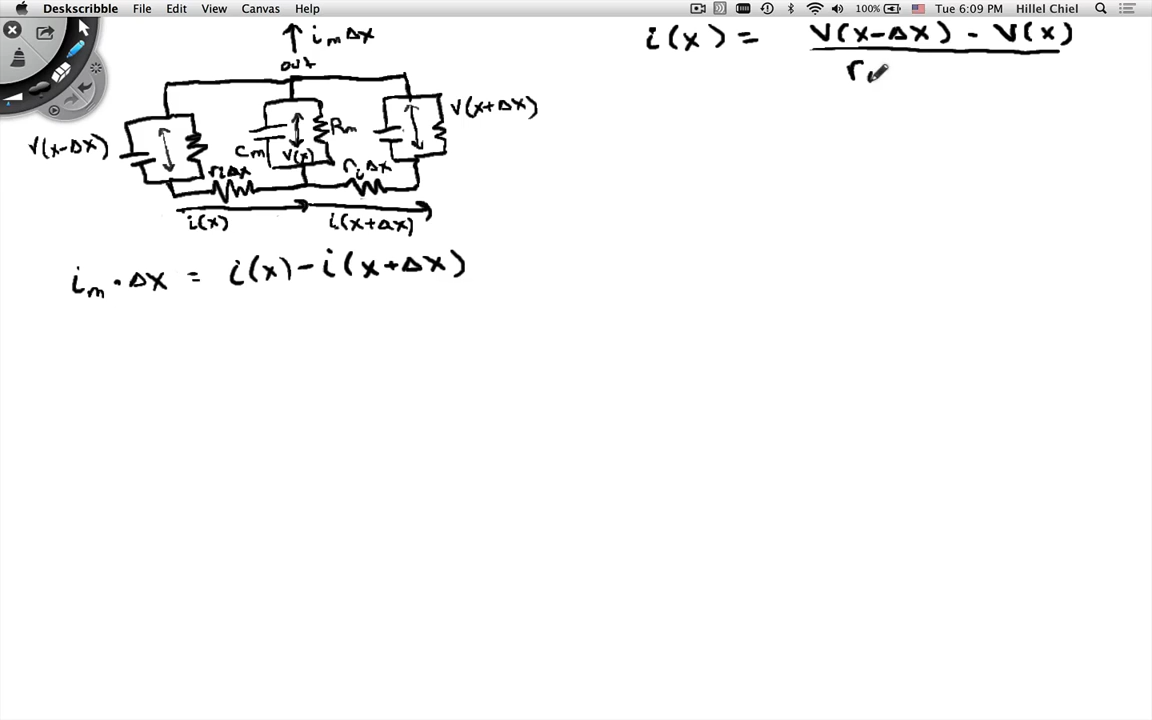 Deskscribble File Edit View Canvas Help 100% Tue 6:09 PM Hillel Chiel
i_m Δx
out
V(x-Δx)
C_m
R_m
V(x)
V(x+Δx)
r_i Δx
r_i Δx
i(x)
i(x+Δx)
i_m · Δx = i(x) - i(x+Δx)
i(x) = V(x-Δx) - V(x)
r